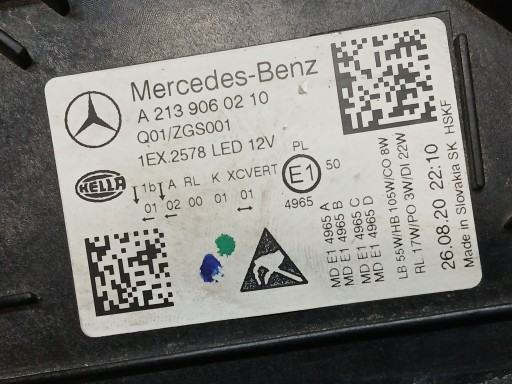 Mercedes-Benz
A 213 906 02 10
Q01/ZGS001
1EX.2578 LED 12V
HELLA
1b A RL K XCVERT PL
01 02 00 01 01
E1
50
4965
MD E1 4965 A
MD E1 4965 B
MD E1 4965 C
MD E1 4965 D
LB 55W/HB 105W/CO 8W
RL 17W/PO 3W/DI 22W
26.08.20 22:10
Made in Slovakia SK HSKF